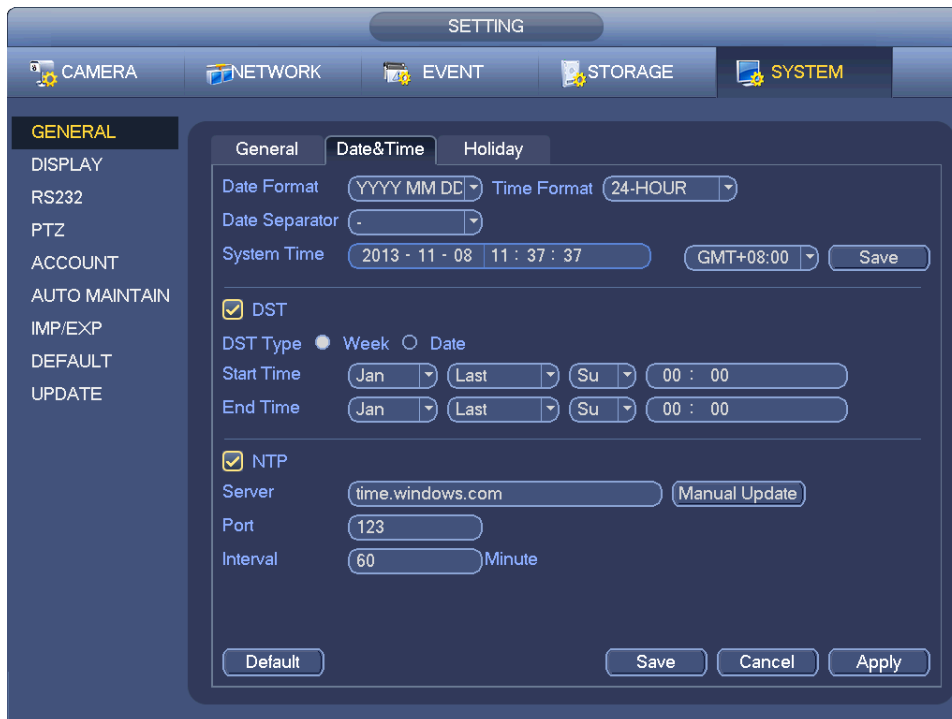 SETTING
CAMERA NETWORK EVENT STORAGE SYSTEM
GENERAL
DISPLAY
RS232
PTZ
ACCOUNT
AUTO MAINTAIN
IMP/EXP
DEFAULT
UPDATE
General Date&Time Holiday
Date Format YYYY MM DD Time Format 24-HOUR
Date Separator -
System Time 2013 - 11 - 08 11 : 37 : 37 GMT+08:00 Save
DST
DST Type Week Date
Start Time Jan Last Su 00 : 00
End Time Jan Last Su 00 : 00
NTP
Server time.windows.com Manual Update
Port 123
Interval 60 Minute
Default Save Cancel Apply